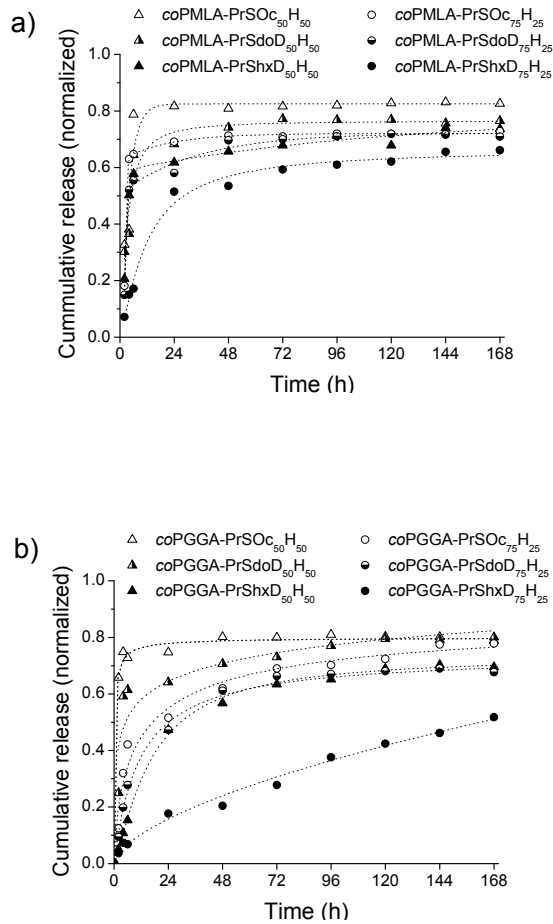 a)
coPMLA-PrSOc50H50 coPMLA-PrSOc75H25
coPMLA-PrSdoD50H50 coPMLA-PrSdoD75H25
coPMLA-PrShxD50H50 coPMLA-PrShxD75H25
1.0
0.8
0.6
0.4
0.2
0.0
Cummulative release (normalized)
0 24 48 72 96 120 144 168
Time (h)
b)
coPGGA-PrSOc50H50 coPGGA-PrSOc75H25
coPGGA-PrSdoD50H50 coPGGA-PrSdoD75H25
coPGGA-PrShxD50H50 coPGGA-PrShxD75H25
1.0
0.8
0.6
0.4
0.2
0.0
Cumulative release (normalized)
0 24 48 72 96 120 144 168
Time (h)